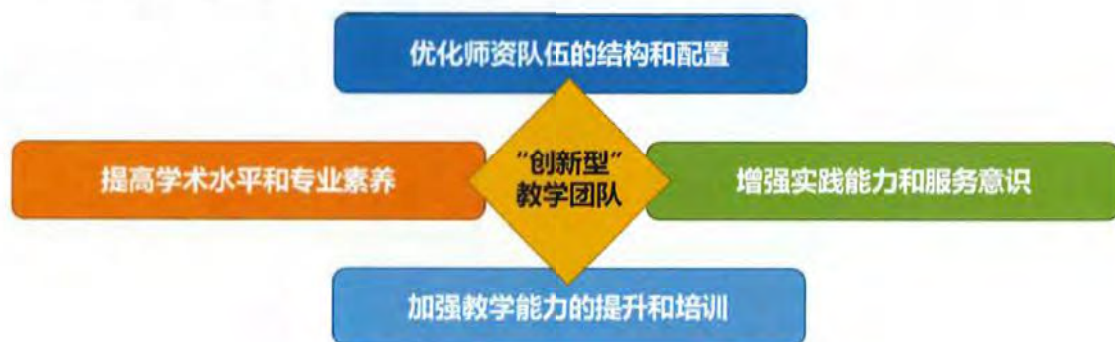 优化师资队伍的结构和配置
提高学术水平和专业素养
“创新型”
教学团队
增强实践能力和服务意识
加强教学能力的提升和培训